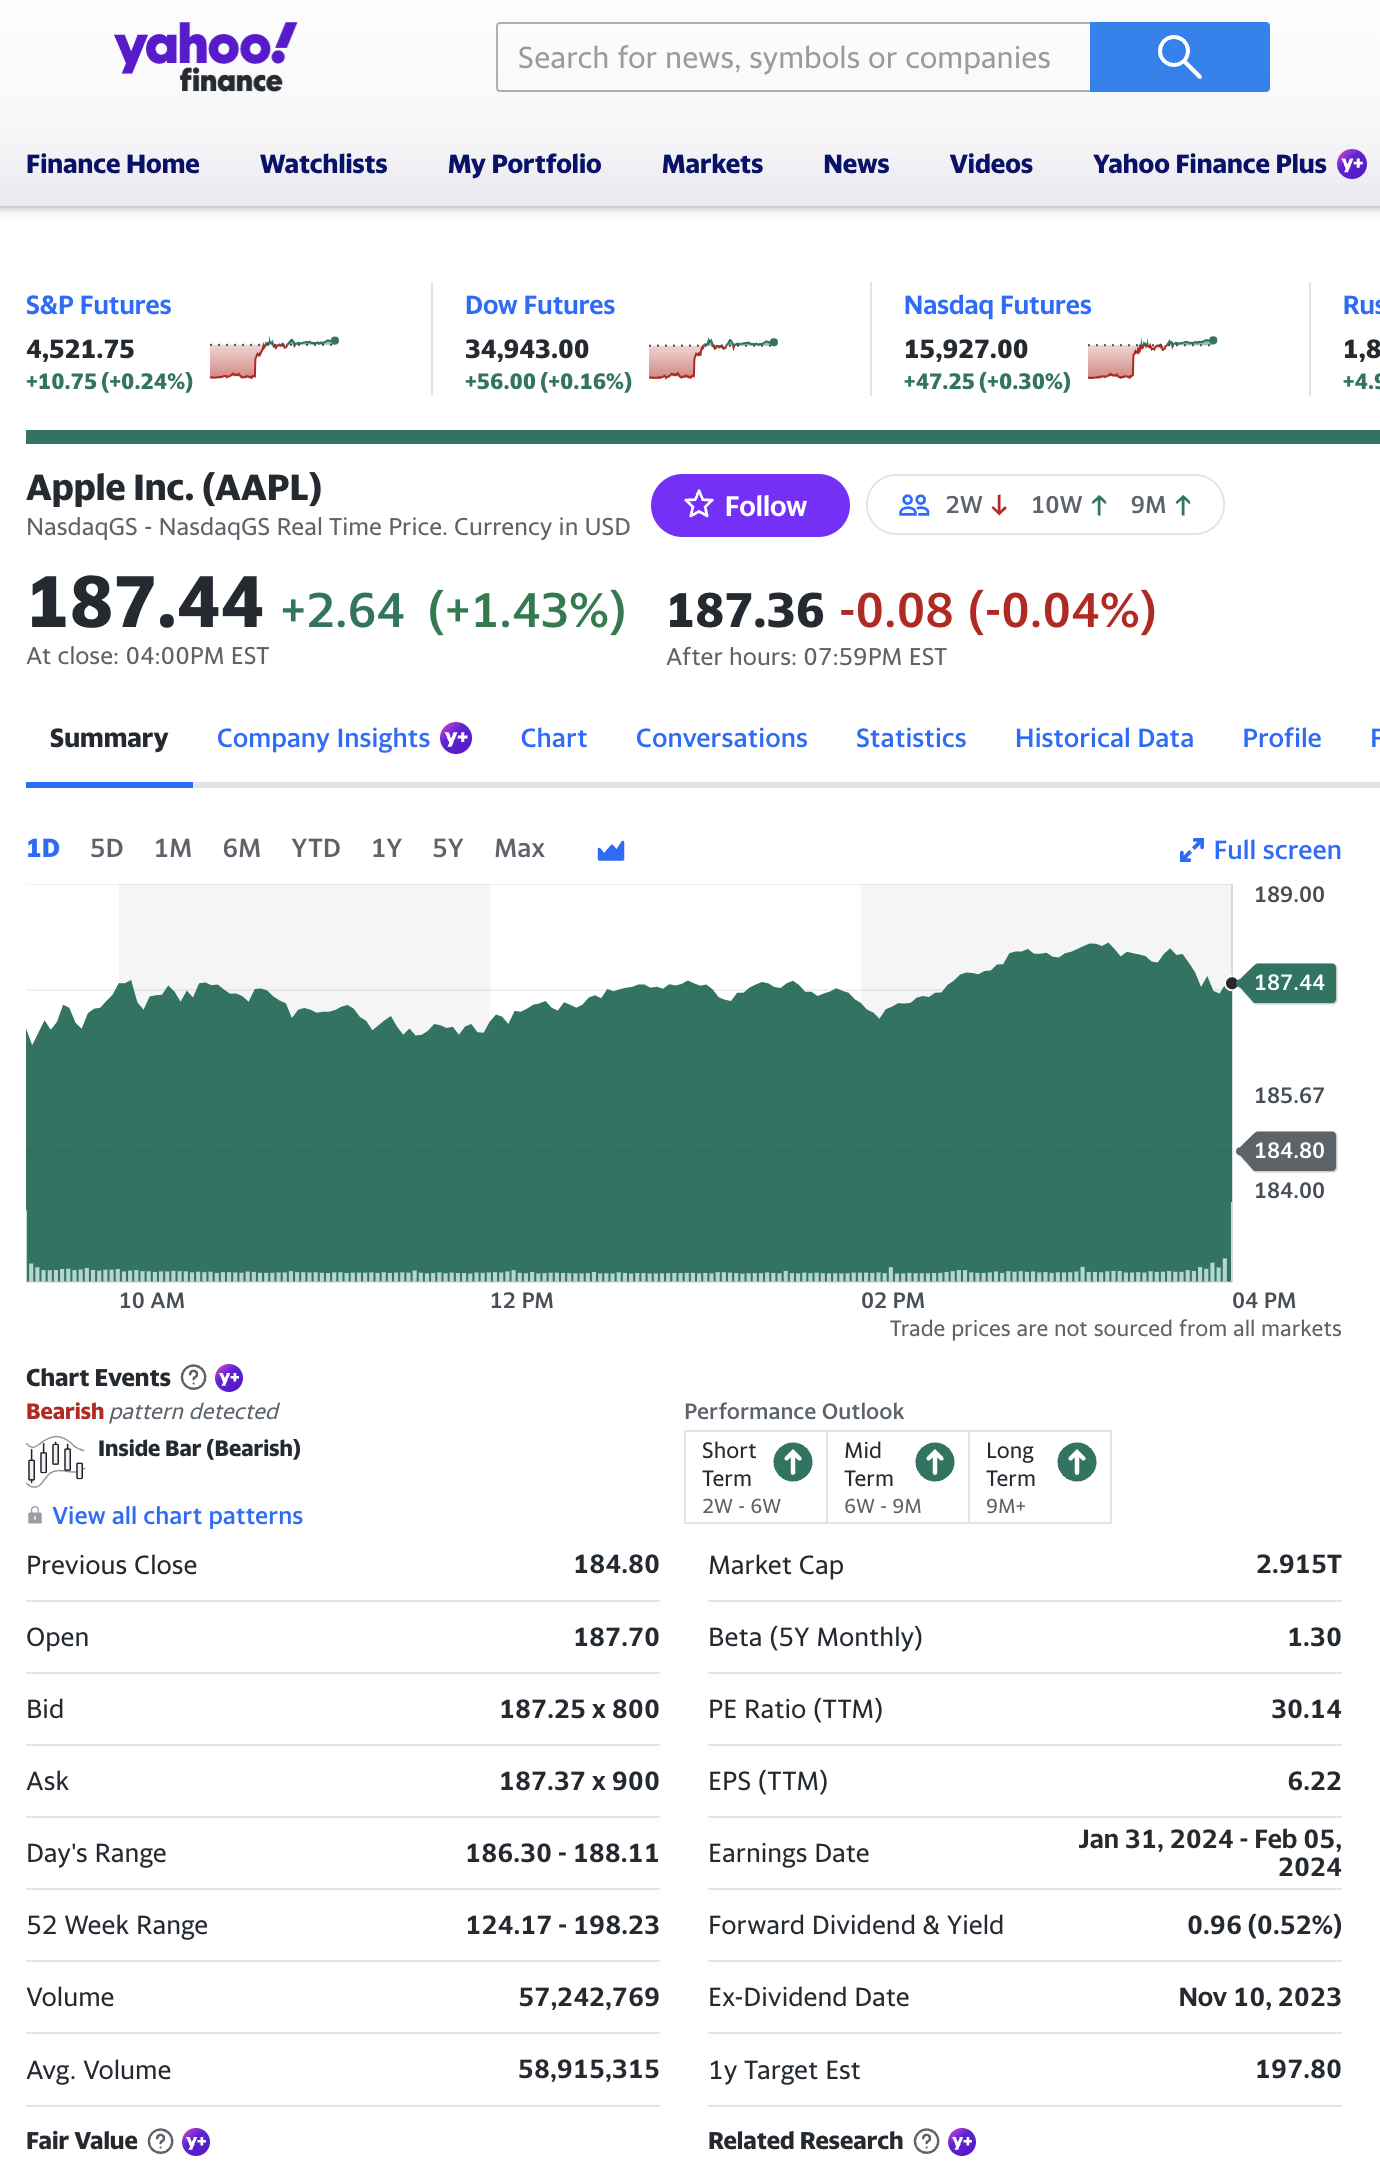 yahoo!
finance
Search for news, symbols or companies
Finance Home Watchlists My Portfolio Markets News Videos Yahoo Finance Plus y+
S&P Futures
4,521.75
+10.75 (+0.24%)
Dow Futures
34,943.00
+56.00 (+0.16%)
Nasdaq Futures
15,927.00
+47.25 (+0.30%)
Rus
1,8
+4.9
Apple Inc. (AAPL)
NasdaqGS - NasdaqGS Real Time Price. Currency in USD
Follow
2W 10W 9M
187.44 +2.64 (+1.43%)
At close: 04:00PM EST
187.36 -0.08 (-0.04%)
After hours: 07:59PM EST
Summary Company Insights y+ Chart Conversations Statistics Historical Data Profile F
1D 5D 1M 6M YTD 1Y 5Y Max
Full screen
189.00
187.44
185.67
184.80
184.00
10 AM 12 PM 02 PM 04 PM
Trade prices are not sourced from all markets
Chart Events ? y+
Bearish pattern detected
Inside Bar (Bearish)
View all chart patterns
Performance Outlook
Short
Term
2W - 6W
Mid
Term
6W - 9M
Long
Term
9M+
Previous Close 184.80
Open 187.70
Bid 187.25 x 800
Ask 187.37 x 900
Day's Range 186.30 - 188.11
52 Week Range 124.17 - 198.23
Volume 57,242,769
Avg. Volume 58,915,315
Market Cap 2.915T
Beta (5Y Monthly) 1.30
PE Ratio (TTM) 30.14
EPS (TTM) 6.22
Earnings Date Jan 31, 2024 - Feb 05,
2024
Forward Dividend & Yield 0.96 (0.52%)
Ex-Dividend Date Nov 10, 2023
1y Target Est 197.80
Fair Value ? y+
Related Research ? y+